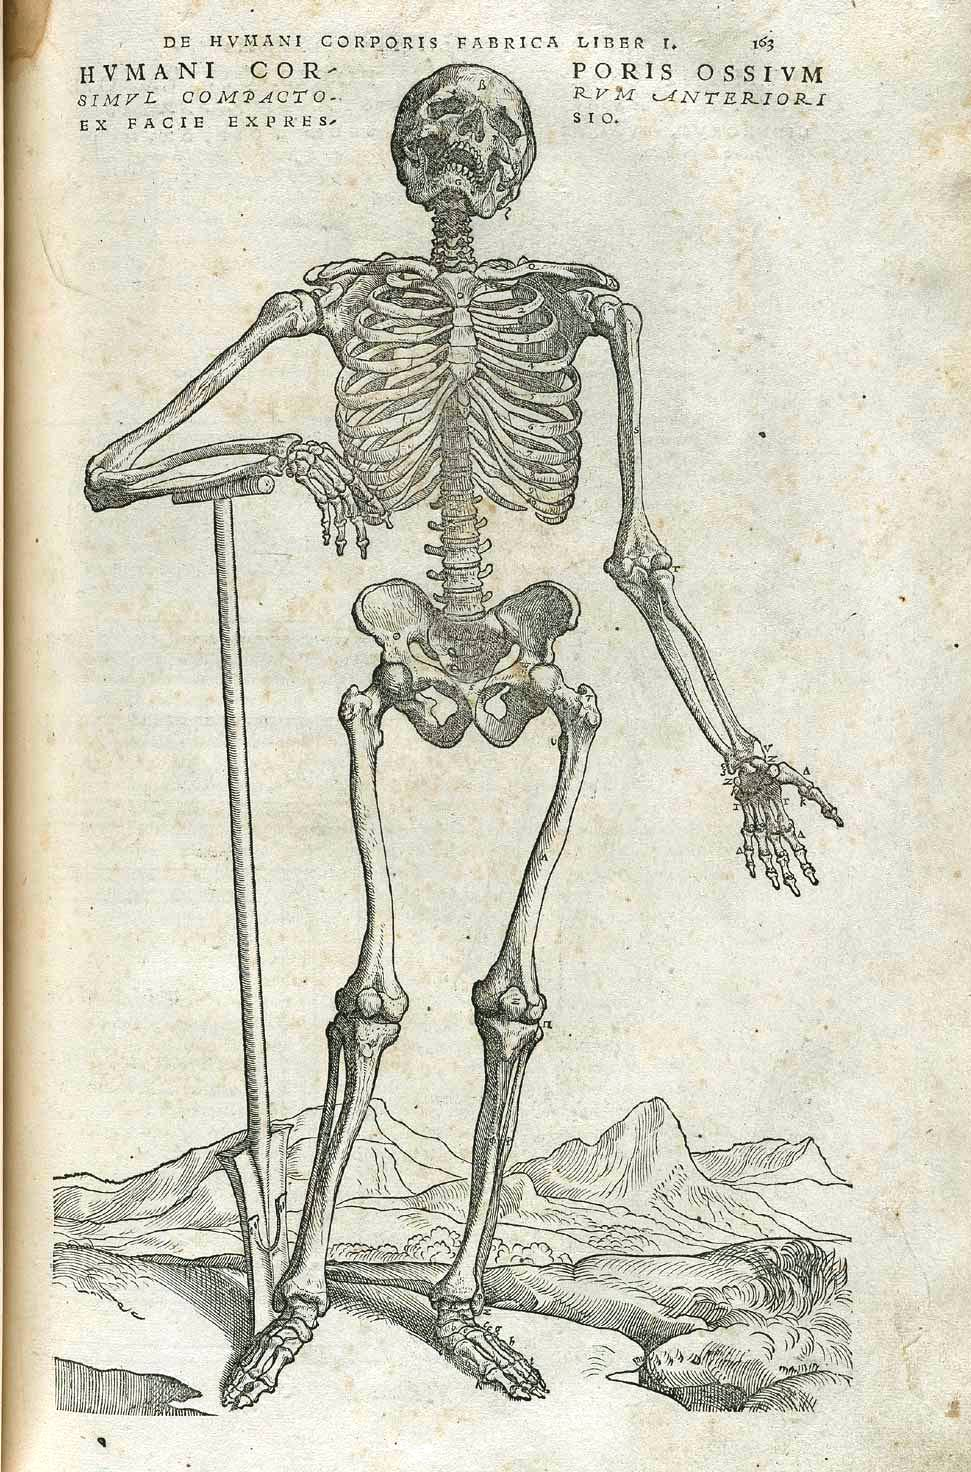 DE HVMANI CORPORIS FABRICA LIBER I. 163
HVMANI COR- PORIS OSSIVM
SIMVL COMPACTO- RVM ANTERIORI
EX FACIE EXPRES- SIO.